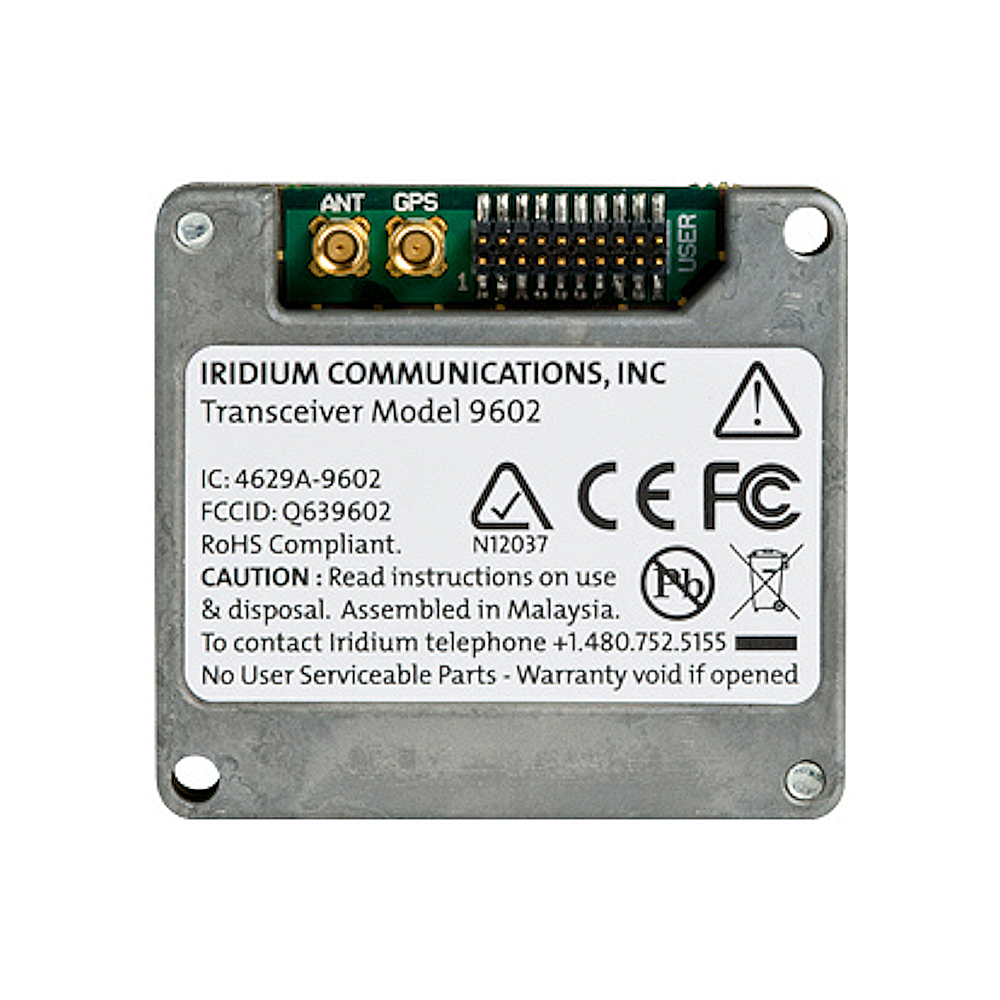 ANT GPS
USER
1
IRIDIUM COMMUNICATIONS, INC
Transceiver Model 9602
!
IC: 4629A-9602
FCCID: Q639602
RoHS Compliant.
N12037
CE FC
Pb
CAUTION : Read instructions on use
& disposal. Assembled in Malaysia.
To contact Iridium telephone +1.480.752.5155
No User Serviceable Parts - Warranty void if opened